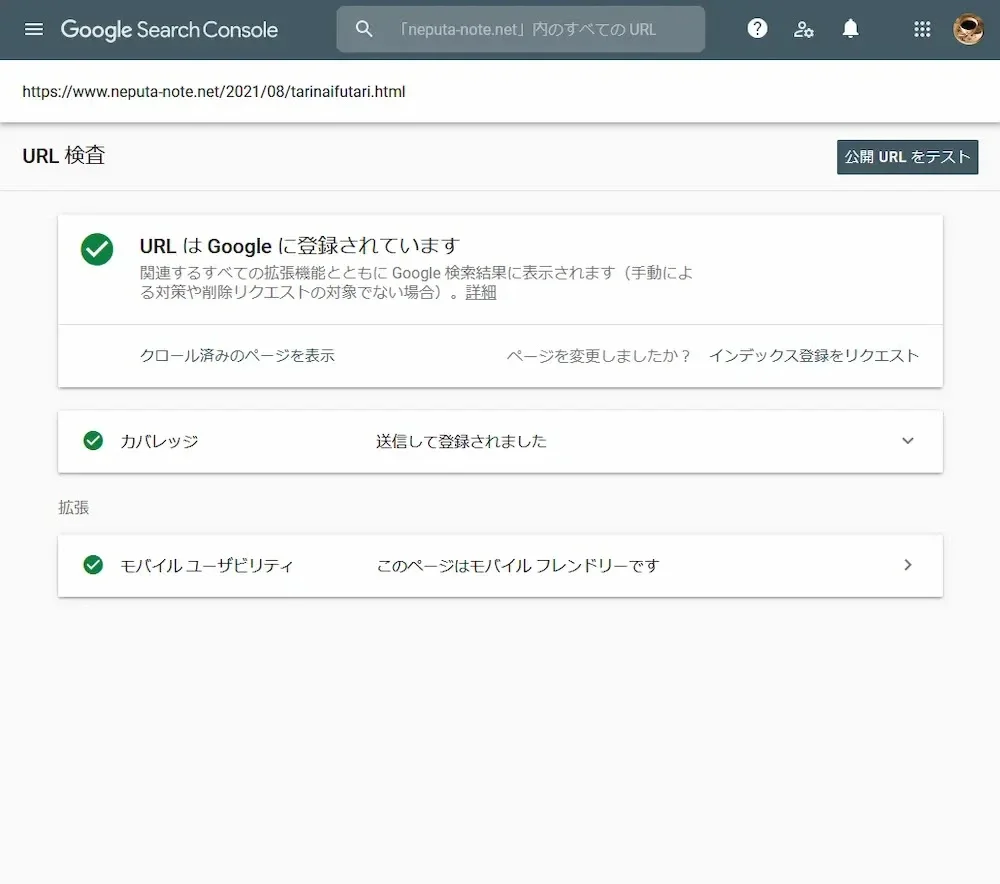 Google Search Console
「neputa-note.net」内のすべての URL
https://www.neputa-note.net/2021/08/tarinaifutari.html
URL 検査
公開 URL をテスト
URL は Google に登録されています
関連するすべての拡張機能とともに Google 検索結果に表示されます（手動によ
る対策や削除リクエストの対象でない場合）。詳細
クロール済みのページを表示
ページを変更しましたか？ インデックス登録をリクエスト
カバレッジ 送信して登録されました
拡張
モバイル ユーザビリティ このページはモバイル フレンドリーです